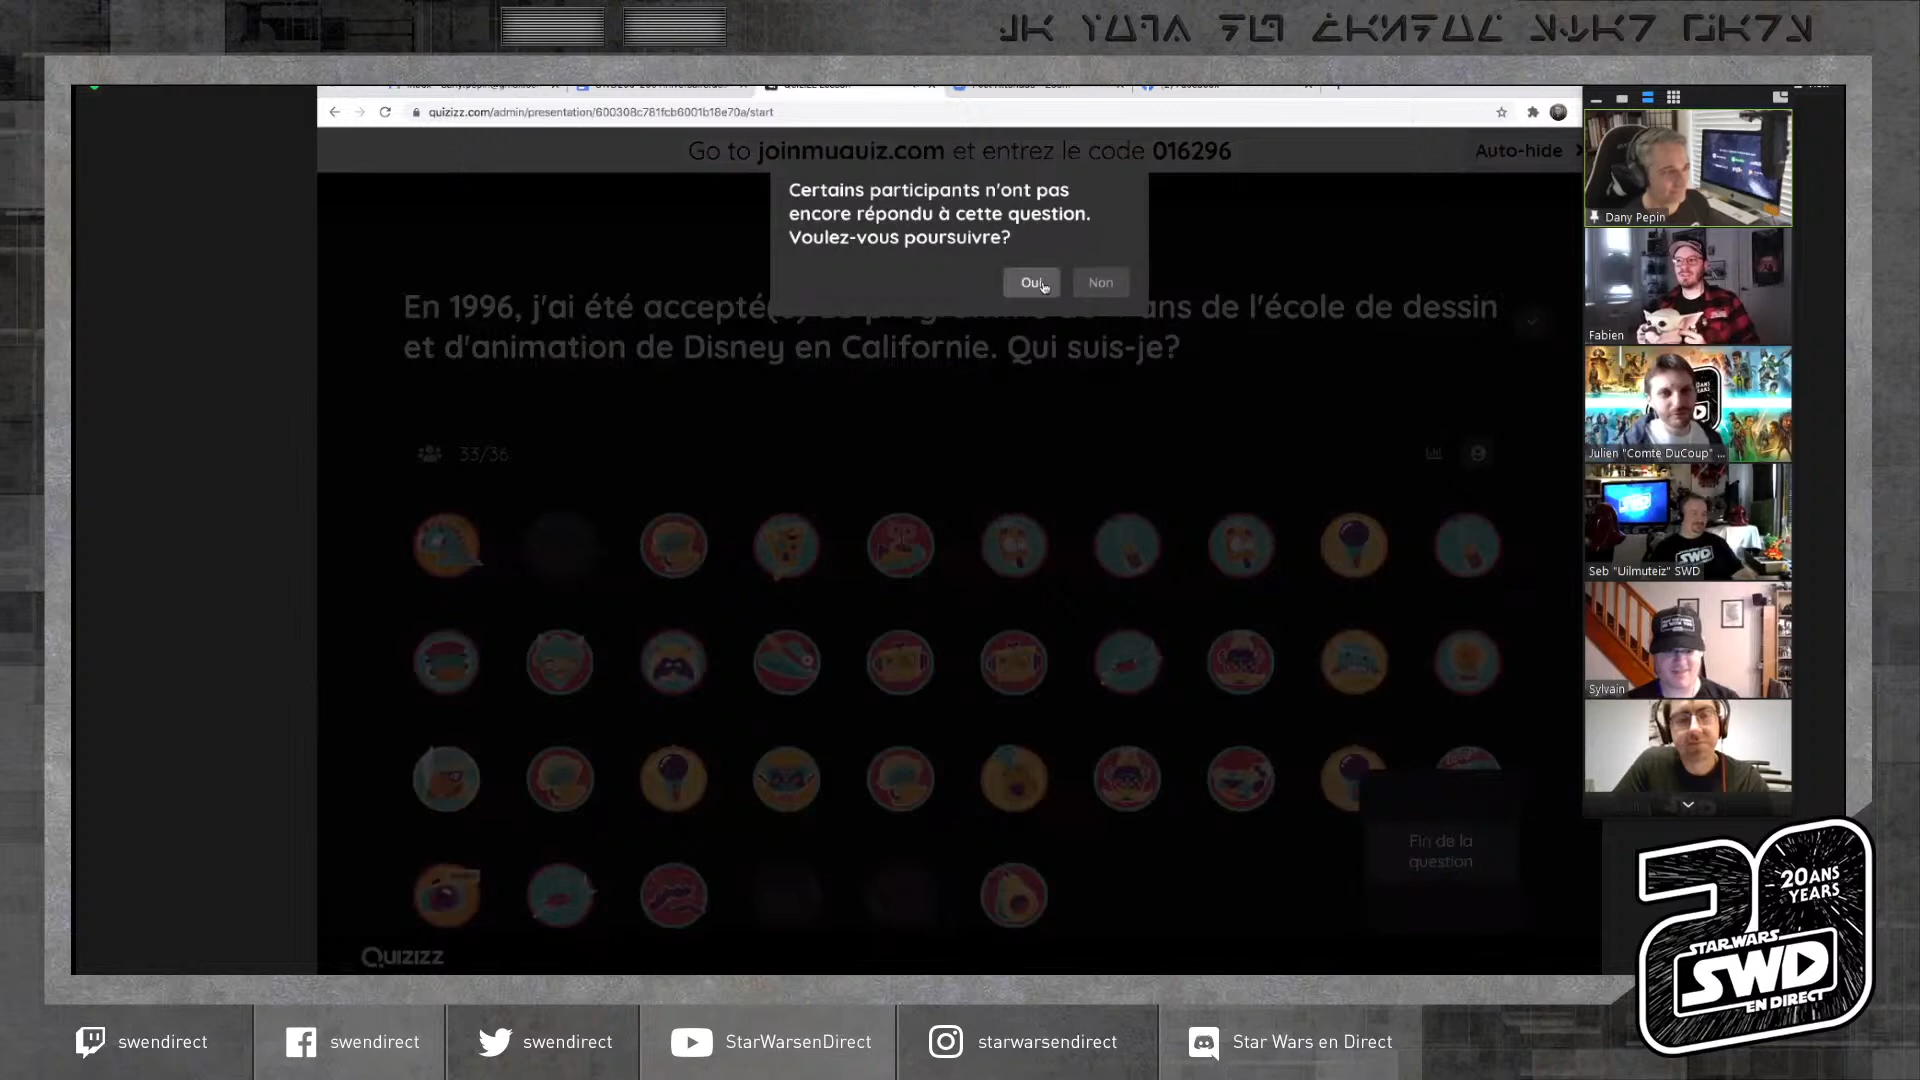 quizizz.com/admin/presentation/600308c781fcb6001b18e70a/start
Go to joinmyquiz.com et entrez le code 016296
Auto-hide
Certains participants n'ont pas
encore répondu à cette question.
Voulez-vous poursuivre?
Oui
Non
En 1996, j'ai été accepté ans de l'école de dessin
et d'animation de Disney en Californie. Qui suis-je?
33/36
Fin de la
question
Quizizz
Dany Pepin
Fabien
Julien "Comte DuCoup" ...
Seb "Uilmuteiz" SWD
Sylvain
20 ANS
YEARS
STAR WARS
SWD
EN DIRECT
swendirect
swendirect
swendirect
StarWarsenDirect
starwarsendirect
Star Wars en Direct